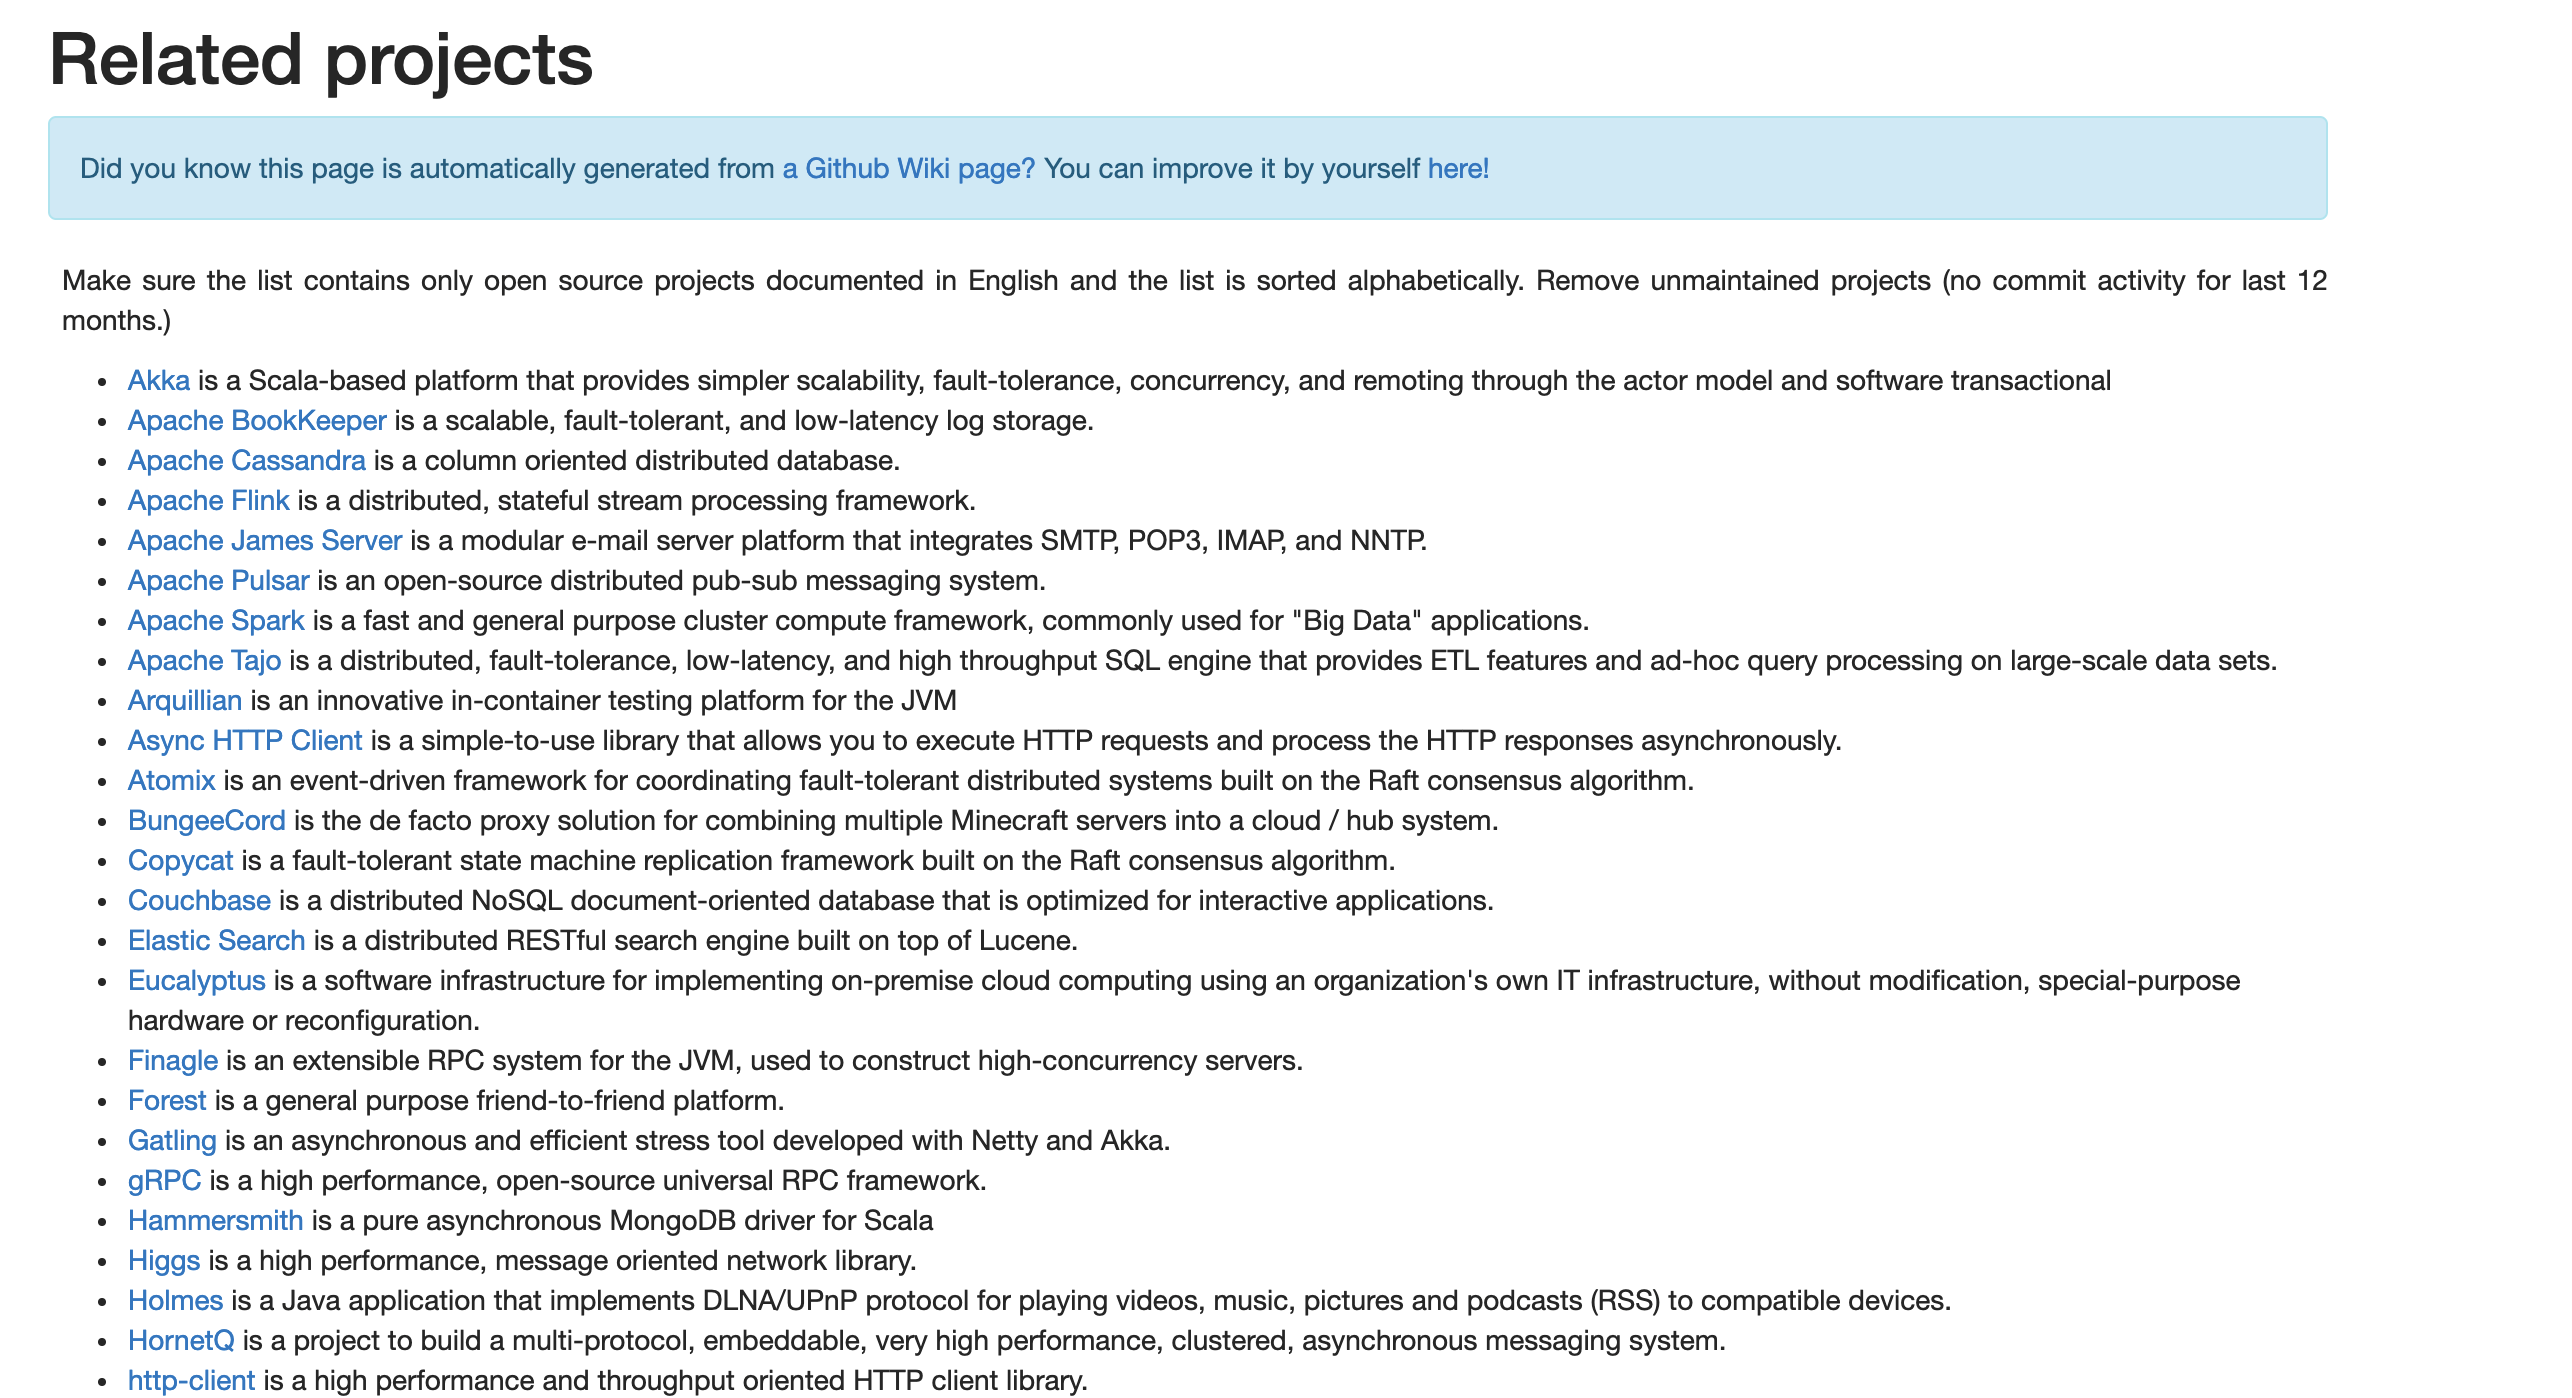 Related projects
Did you know this page is automatically generated from a Github Wiki page? You can improve it by yourself here!
Make sure the list contains only open source projects documented in English and the list is sorted alphabetically. Remove unmaintained projects (no commit activity for last 12
months.)
• Akka is a Scala-based platform that provides simpler scalability, fault-tolerance, concurrency, and remoting through the actor model and software transactional
• Apache BookKeeper is a scalable, fault-tolerant, and low-latency log storage.
• Apache Cassandra is a column oriented distributed database.
• Apache Flink is a distributed, stateful stream processing framework.
• Apache James Server is a modular e-mail server platform that integrates SMTP, POP3, IMAP, and NNTP.
• Apache Pulsar is an open-source distributed pub-sub messaging system.
• Apache Spark is a fast and general purpose cluster compute framework, commonly used for "Big Data" applications.
• Apache Tajo is a distributed, fault-tolerance, low-latency, and high throughput SQL engine that provides ETL features and ad-hoc query processing on large-scale data sets.
• Arquillian is an innovative in-container testing platform for the JVM
• Async HTTP Client is a simple-to-use library that allows you to execute HTTP requests and process the HTTP responses asynchronously.
• Atomix is an event-driven framework for coordinating fault-tolerant distributed systems built on the Raft consensus algorithm.
• BungeeCord is the de facto proxy solution for combining multiple Minecraft servers into a cloud / hub system.
• Copycat is a fault-tolerant state machine replication framework built on the Raft consensus algorithm.
• Couchbase is a distributed NoSQL document-oriented database that is optimized for interactive applications.
• Elastic Search is a distributed RESTful search engine built on top of Lucene.
• Eucalyptus is a software infrastructure for implementing on-premise cloud computing using an organization's own IT infrastructure, without modification, special-purpose
hardware or reconfiguration.
• Finagle is an extensible RPC system for the JVM, used to construct high-concurrency servers.
• Forest is a general purpose friend-to-friend platform.
• Gatling is an asynchronous and efficient stress tool developed with Netty and Akka.
• gRPC is a high performance, open-source universal RPC framework.
• Hammersmith is a pure asynchronous MongoDB driver for Scala
• Higgs is a high performance, message oriented network library.
• Holmes is a Java application that implements DLNA/UPnP protocol for playing videos, music, pictures and podcasts (RSS) to compatible devices.
• HornetQ is a project to build a multi-protocol, embeddable, very high performance, clustered, asynchronous messaging system.
• http-client is a high performance and throughput oriented HTTP client library.